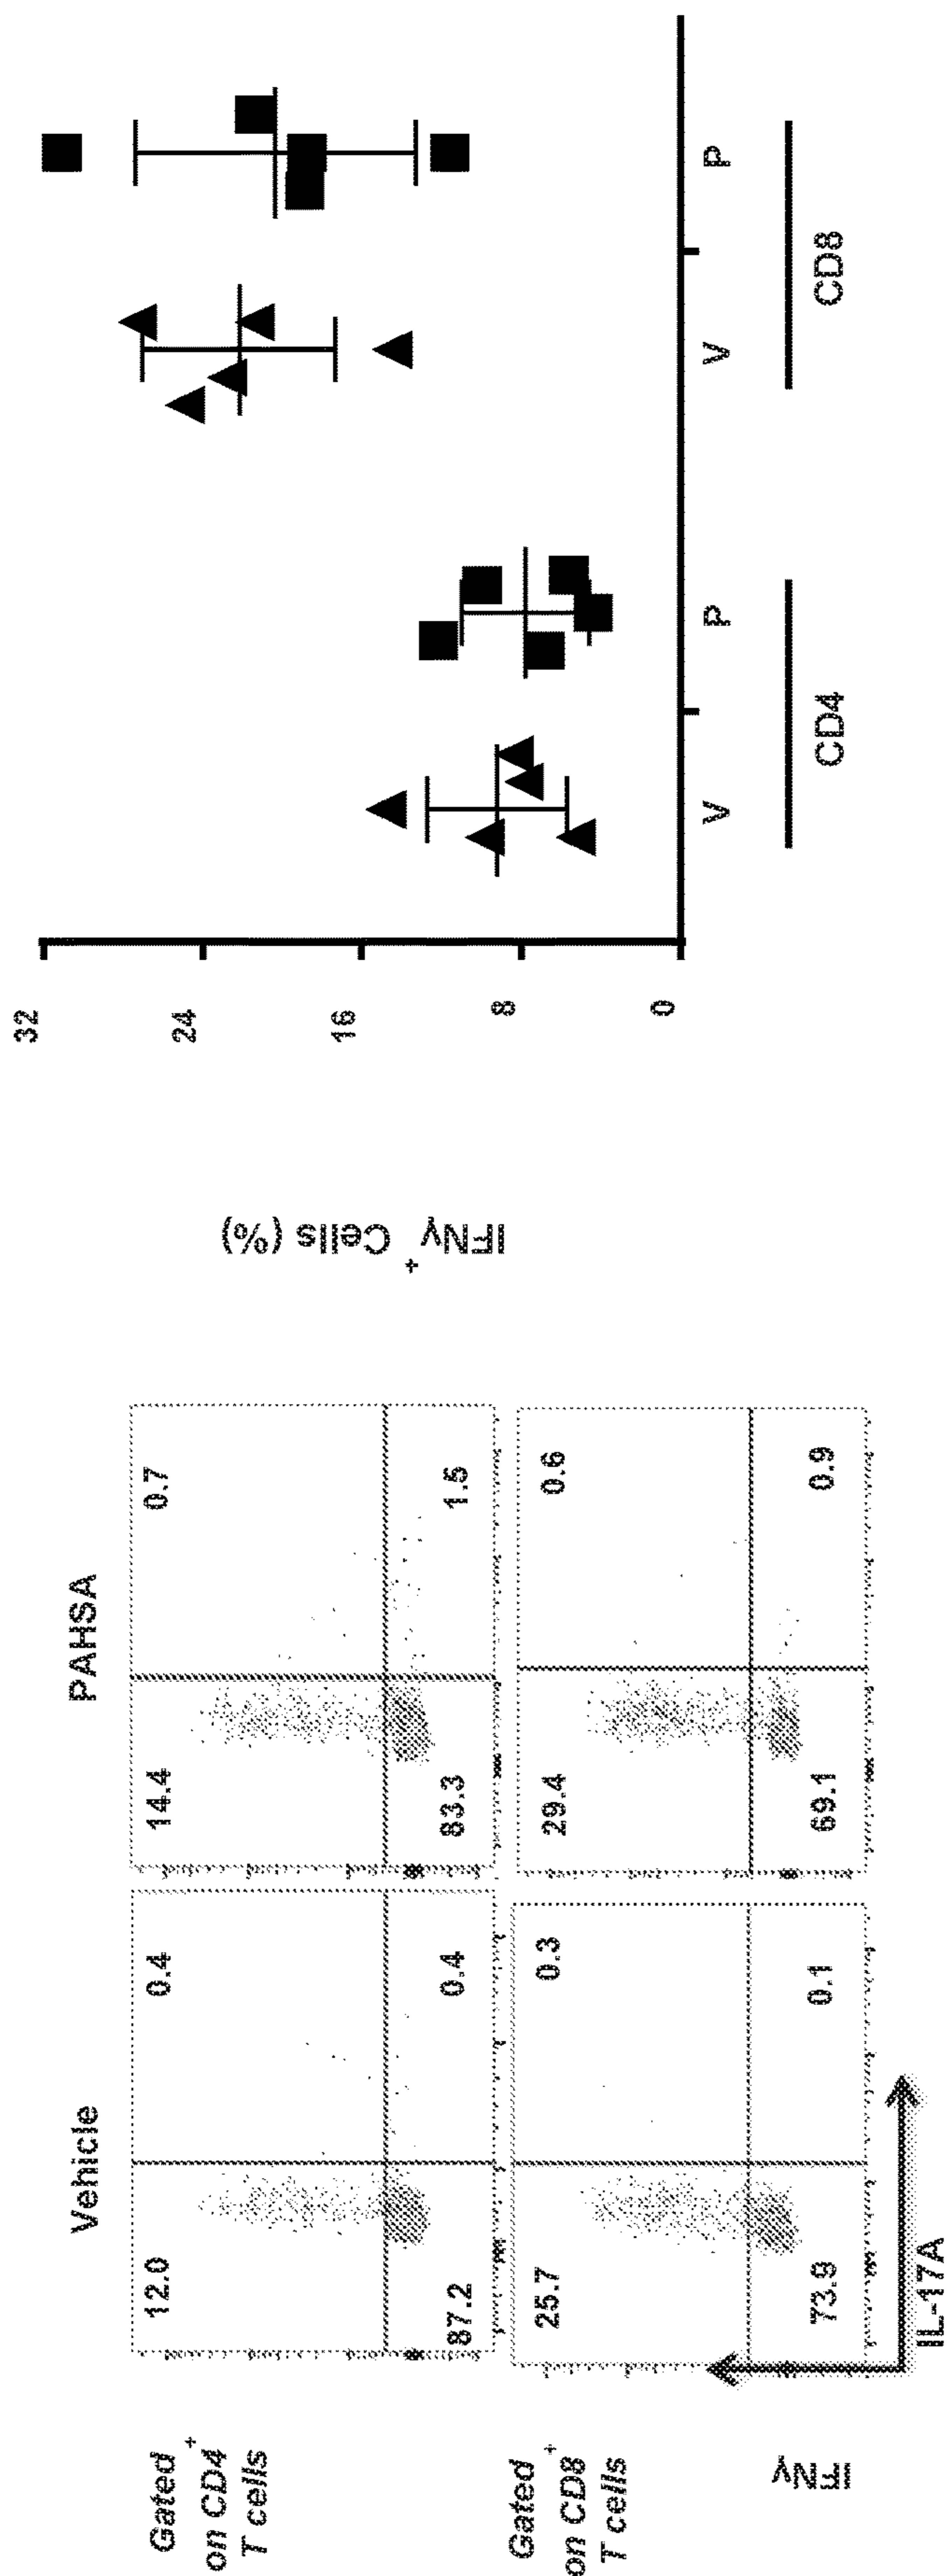 Vehicle
PAHSA
Gated
on CD4+
T cells
12.0
0.4
14.4
0.7
87.2
0.4
83.3
1.5
Gated
on CD8+
T cells
25.7
0.3
29.4
0.6
73.9
0.1
69.1
0.9
IFNγ
IL-17A
IFNγ+ Cells (%)
32
24
16
8
0
V
P
V
P
CD4
CD8